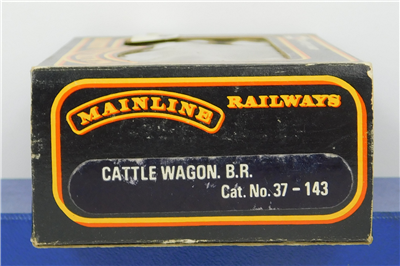 MAINLINE RAILWAYS
CATTLE WAGON. B.R.
Cat. No. 37-143